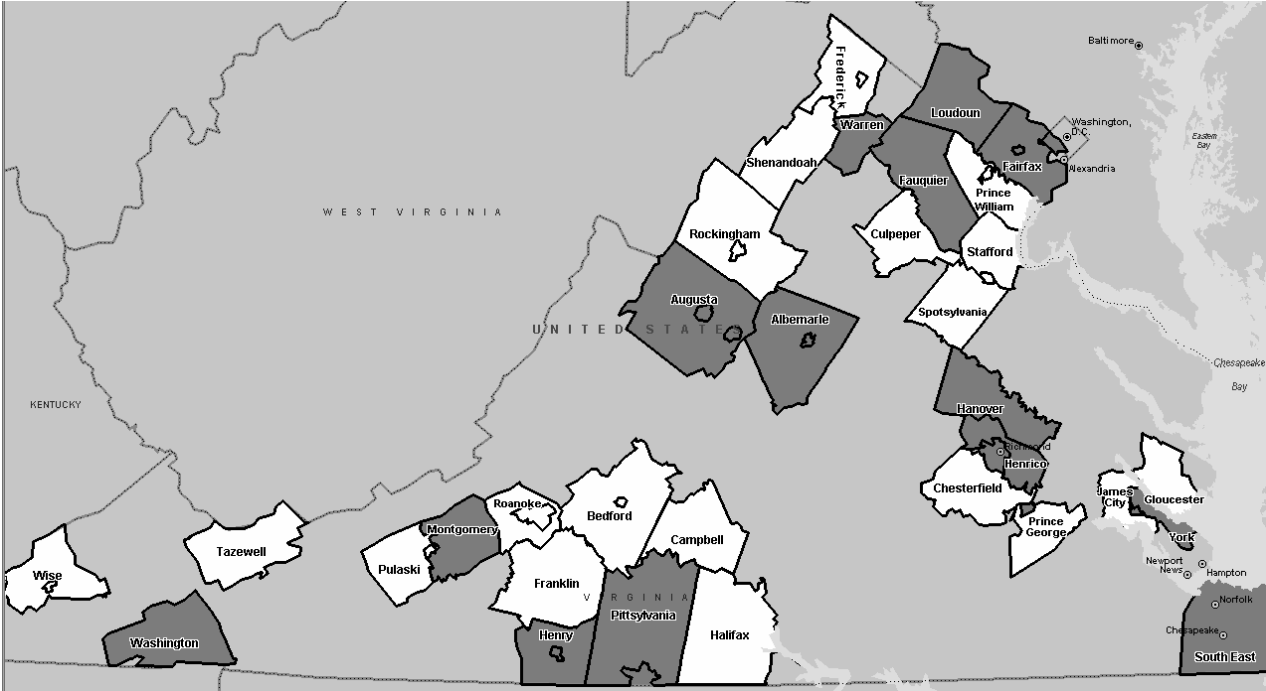 Baltimore
Frederick
Loudoun
Warren
Washington,
D.C.
Eastern
Bay
Shenandoah
Fairfax
Alexandria
Fauquier
Prince
William
WEST VIRGINIA
Rockingham
Culpeper
Stafford
Augusta
Albemarle
Spotsylvania
UNITED STATES
Chesapeake
Bay
KENTUCKY
Hanover
Richmond
Henrico
Chesterfield
James
City
Gloucester
Roanoke
Bedford
Montgomery
Prince
George
York
Campbell
Tazewell
Pulaski
Newport
News
Hampton
Wise
Franklin
VIRGINIA
Norfolk
Pittsylvania
Henry
Halifax
Chesapeake
Washington
South East